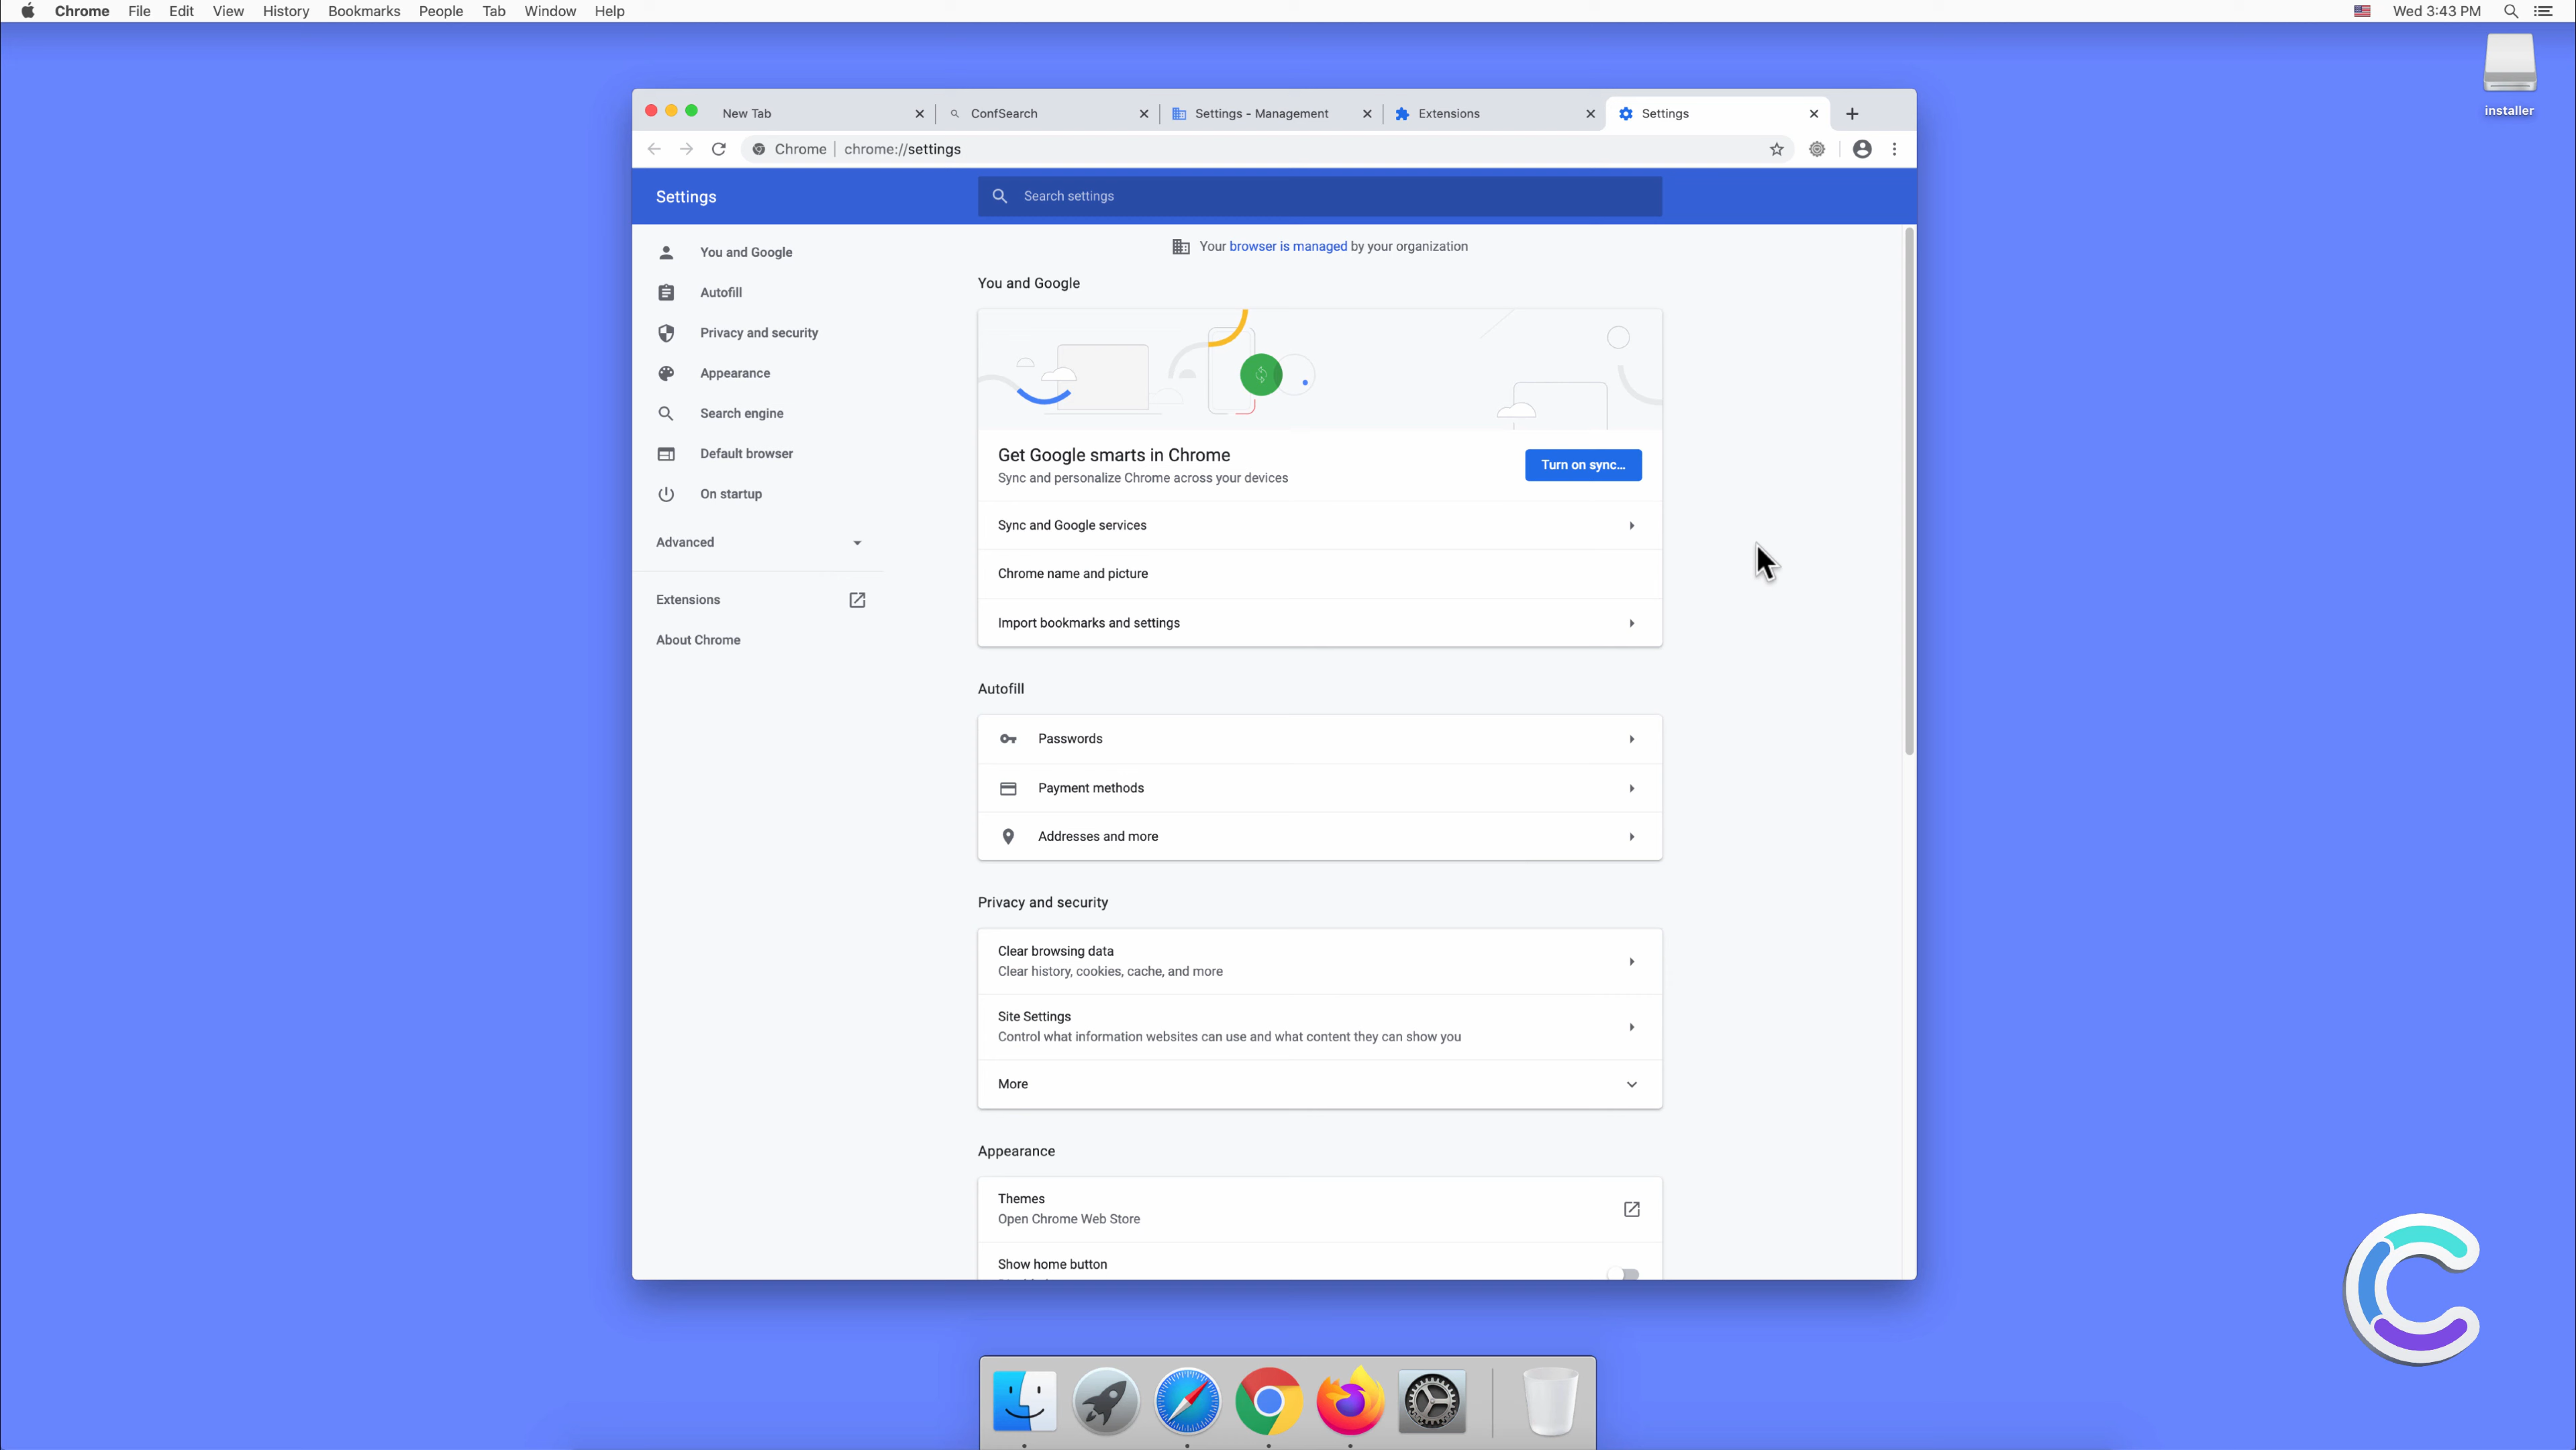 Chrome File Edit View History Bookmarks People Tab Window Help
Wed 3:43 PM
installer
New Tab
ConfSearch
Settings - Management
Extensions
Settings
Chrome
chrome://settings
Settings
Search settings
Your browser is managed by your organization
You and Google
Autofill
Privacy and security
Appearance
Search engine
Default browser
On startup
Advanced
Extensions
About Chrome
You and Google
Get Google smarts in Chrome
Sync and personalize Chrome across your devices
Turn on sync...
Sync and Google services
Chrome name and picture
Import bookmarks and settings
Autofill
Passwords
Payment methods
Addresses and more
Privacy and security
Clear browsing data
Clear history, cookies, cache, and more
Site Settings
Control what information websites can use and what content they can show you
More
Appearance
Themes
Open Chrome Web Store
Show home button